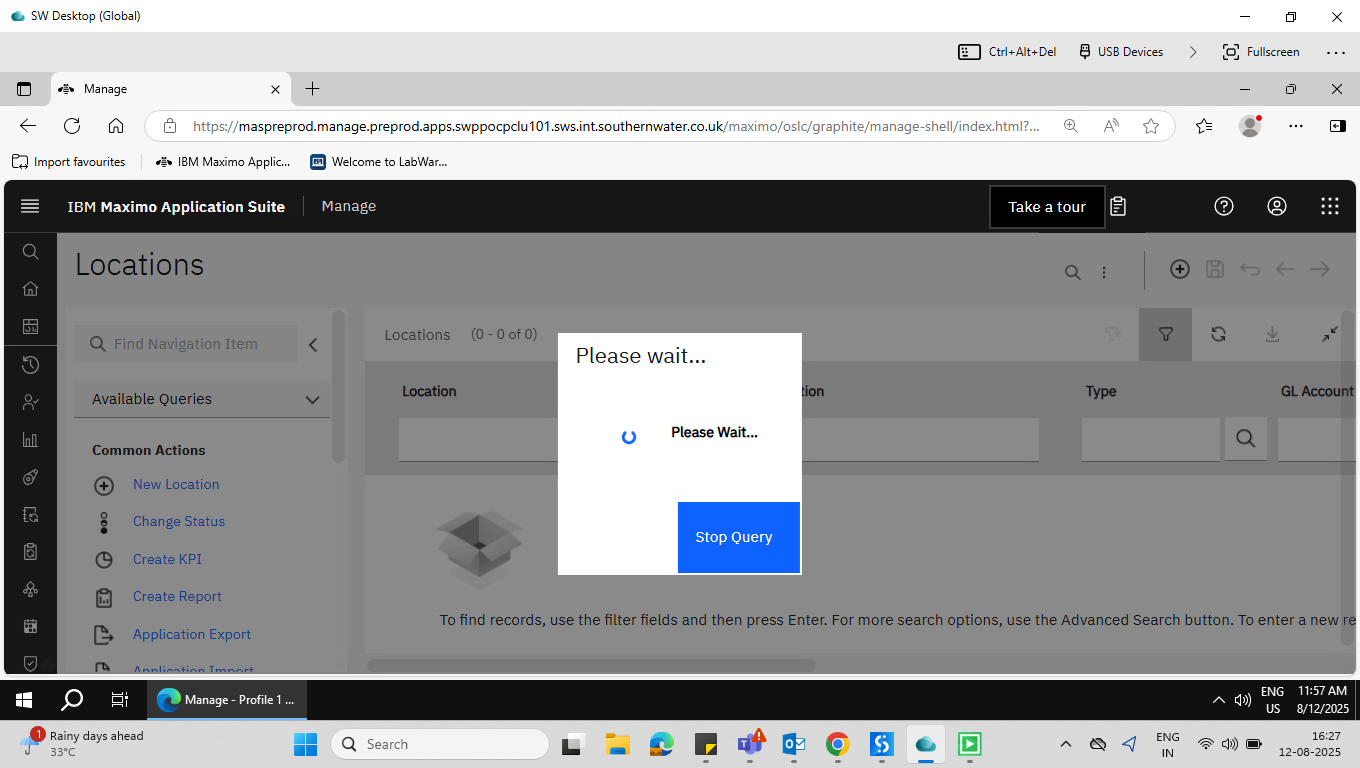 SW Desktop (Global)
Ctrl+Alt+Del USB Devices Fullscreen
Manage
https://maspreprod.manage.preprod.apps.swppocpclu101.sws.int.southernwater.co.uk/maximo/oslc/graphite/manage-shell/index.html?...
Import favourites IBM Maximo Applic... Welcome to LabWar...
IBM Maximo Application Suite Manage Take a tour
Locations
Find Navigation Item
Available Queries
Common Actions
New Location
Change Status
Create KPI
Create Report
Application Export
Application Import
Locations (0 - 0 of 0)
Location tion Type GL Account
Please wait...
Please Wait...
Stop Query
To find records, use the filter fields and then press Enter. For more search options, use the Advanced Search button. To enter a new re
Manage - Profile 1 ...
ENG
US
11:57 AM
8/12/2025
1
Rainy days ahead
33°C
Search
ENG
IN
16:27
12-08-2025